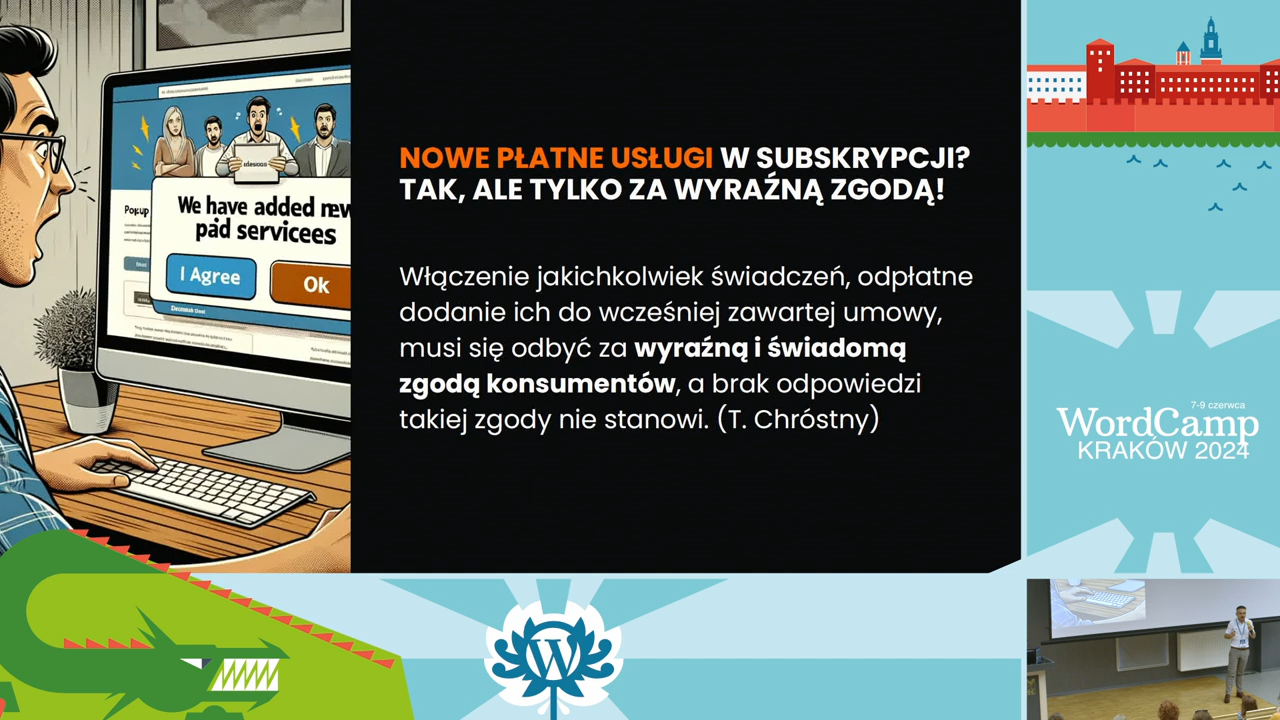 NOWE PŁATNE USŁUGI W SUBSKRYPCJI?
TAK, ALE TYLKO ZA WYRAŹNĄ ZGODĄ!
Włączenie jakichkolwiek świadczeń, odpłatne
dodanie ich do wcześniej zawartej umowy,
musi się odbyć za wyraźną i świadomą
zgodą konsumentów, a brak odpowiedzi
takiej zgody nie stanowi. (T. Chróstny)
We have added new
paid servicees
I Agree
Ok
7-9 czerwca
WordCamp
KRAKÓW 2024
W